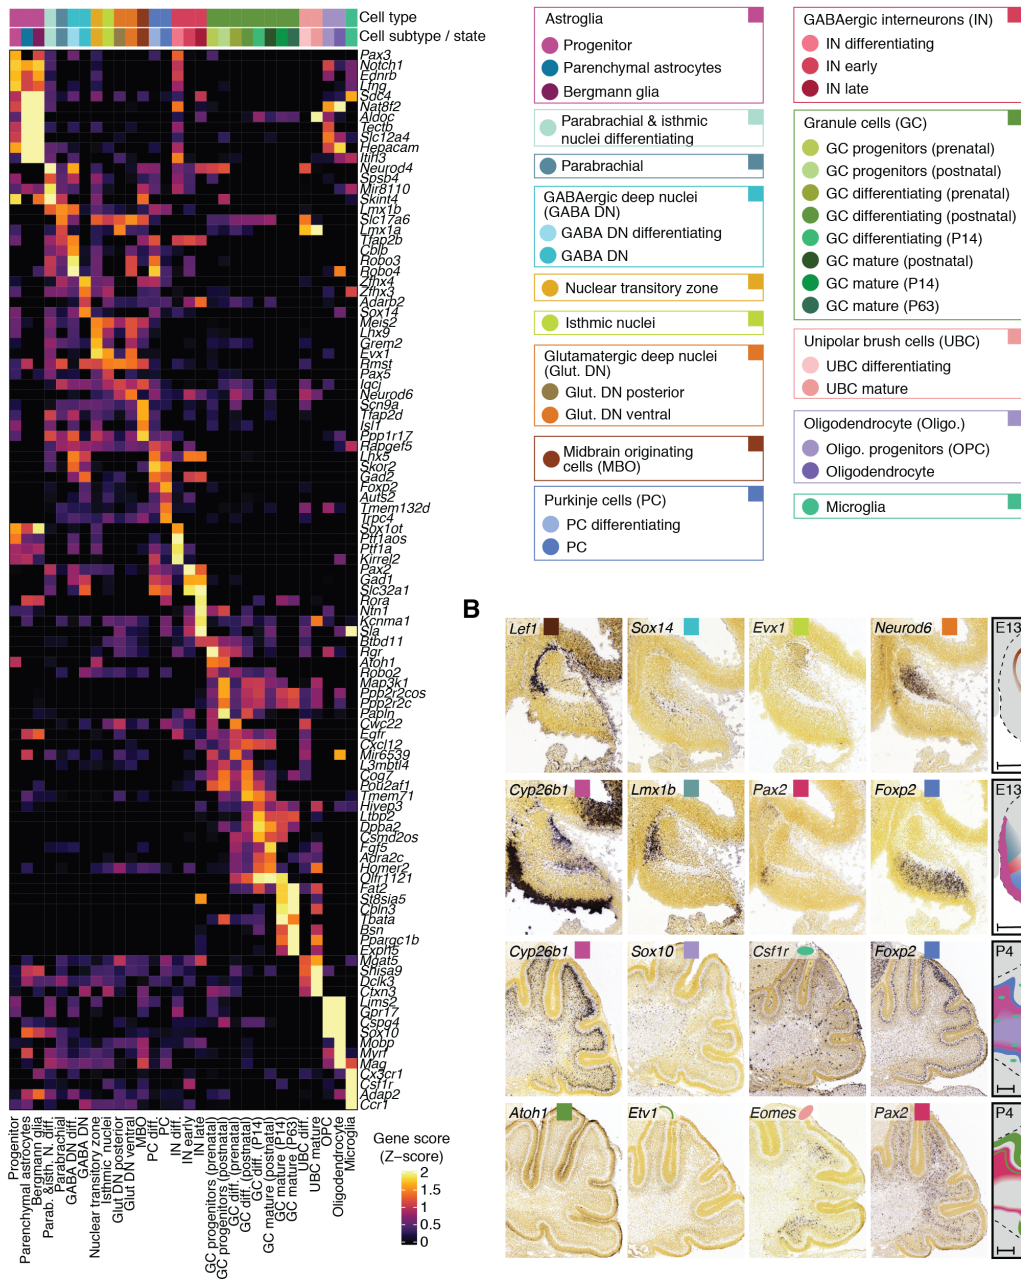 Cell type
Cell subtype / state
Pax3
Notch1
Ednrb
Lfng
Sdc4
Nat8f2
Aldoc
Tectb
Slc12a4
Hepacam
Itih3
Neurod4
Spsb4
Mir8110
Skint4
Lmx1b
Slc17a6
Lmx1a
Tfap2b
Cblb
Robo3
Robo4
Zfhx4
Zfhx3
Adarb2
Sox14
Meis2
Lhx9
Grem2
Evx1
Rmst
Pax5
Igcj
Neurod6
Scn9a
Tfap2d
Isl1
Ppp1r17
Rapgef5
Lhx5
Skor2
Gad2
Foxp2
Auts2
Tmem132d
Trpc4
Sox1ot
Ptf1aos
Ptf1a
Kirrel2
Pax2
Gad1
Slc32a1
Rora
Ntn1
Kcnma1
Sla
Btbd11
Rgr
Atoh1
Robo2
Map3k1
Ppp2r2cos
Ppp2r2c
Papln
Cwc22
Egfr
Cxcl12
Mir6539
L3mbtl4
Cog7
Pou2af1
Tmem71
Hivep3
Ltbp2
Dppa2
Csmd2os
Fgf5
Adra2c
Homer2
Olfr1121
Fat2
St8sia5
Cbln3
Tbata
Bsn
Ppargc1b
Exph5
Mgat5
Shisa9
Dclk3
Ctxn3
Lims2
Gpr17
Cspg4
Sox10
Mobp
Myrf
Mag
Cx3cr1
Csf1r
Adap2
Ccr1
Progenitor
Parenchymal astrocytes
Bergmann glia
Parab. &isth. N. diff.
Parabrachial
GABA DN diff.
GABA DN
Nuclear transitory zone
Isthmic nuclei
Glut DN posterior
Glut DN ventral
MBO
PC diff.
PC
IN diff.
IN early
IN late
GC progenitors (prenatal)
GC progenitors (postnatal)
GC diff. (prenatal)
GC diff. (postnatal)
GC diff. (P14)
GC mature (postnatal)
GC mature (P14)
GC mature (P63)
UBC diff.
UBC mature
OPC
Oligodendrocyte
Microglia
Gene score
(Z-score)
2
1.5
1
0.5
0
Astroglia
Progenitor
Parenchymal astrocytes
Bergmann glia
Parabrachial & isthmic
nuclei differentiating
Parabrachial
GABAergic deep nuclei
(GABA DN)
GABA DN differentiating
GABA DN
Nuclear transitory zone
Isthmic nuclei
Glutamatergic deep nuclei
(Glut. DN)
Glut. DN posterior
Glut. DN ventral
Midbrain originating
cells (MBO)
Purkinje cells (PC)
PC differentiating
PC
GABAergic interneurons (IN)
IN differentiating
IN early
IN late
Granule cells (GC)
GC progenitors (prenatal)
GC progenitors (postnatal)
GC differentiating (prenatal)
GC differentiating (postnatal)
GC differentiating (P14)
GC mature (postnatal)
GC mature (P14)
GC mature (P63)
Unipolar brush cells (UBC)
UBC differentiating
UBC mature
Oligodendrocyte (Oligo.)
Oligo. progenitors (OPC)
Oligodendrocyte
Microglia
B
Lef1
Sox14
Evx1
Neurod6
E13
Cyp26b1
Lmx1b
Pax2
Foxp2
E13
Cyp26b1
Sox10
Csf1r
Foxp2
P4
Atoh1
Etv1
Eomes
Pax2
P4